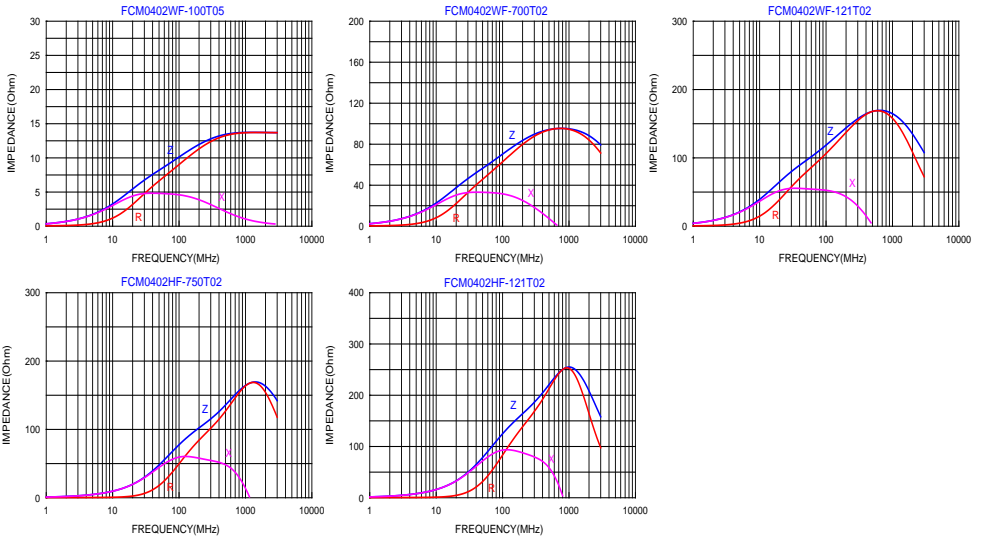 FCM0402WF-100T05
IMPEDANCE(Ohm)
30
25
20
15
10
5
0
Z
X
R
1 10 100 1000 10000
FREQUENCY(MHz)
FCM0402WF-700T02
IMPEDANCE(Ohm)
200
160
120
80
40
0
Z
X
R
1 10 100 1000 10000
FREQUENCY(MHz)
FCM0402WF-121T02
IMPEDANCE(Ohm)
300
200
100
0
Z
X
R
1 10 100 1000 10000
FREQUENCY(MHz)
FCM0402HF-750T02
IMPEDANCE(Ohm)
300
200
100
0
Z
X
R
1 10 100 1000 10000
FREQUENCY(MHz)
FCM0402HF-121T02
IMPEDANCE(Ohm)
400
300
200
100
0
Z
X
R
1 10 100 1000 10000
FREQUENCY(MHz)